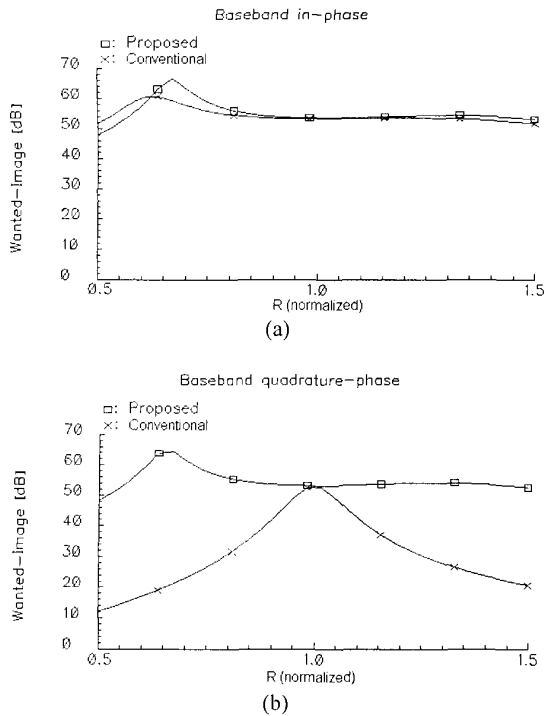 Baseband in-phase
□: Proposed
×: Conventional
70
60
50
40
30
20
10
0
Wanted-Image [dB]
0.5
1.0
1.5
R (normalized)
(a)
Baseband quadrature-phase
□: Proposed
×: Conventional
70
60
50
40
30
20
10
0
Wanted-Image [dB]
0.5
1.0
1.5
R (normalized)
(b)